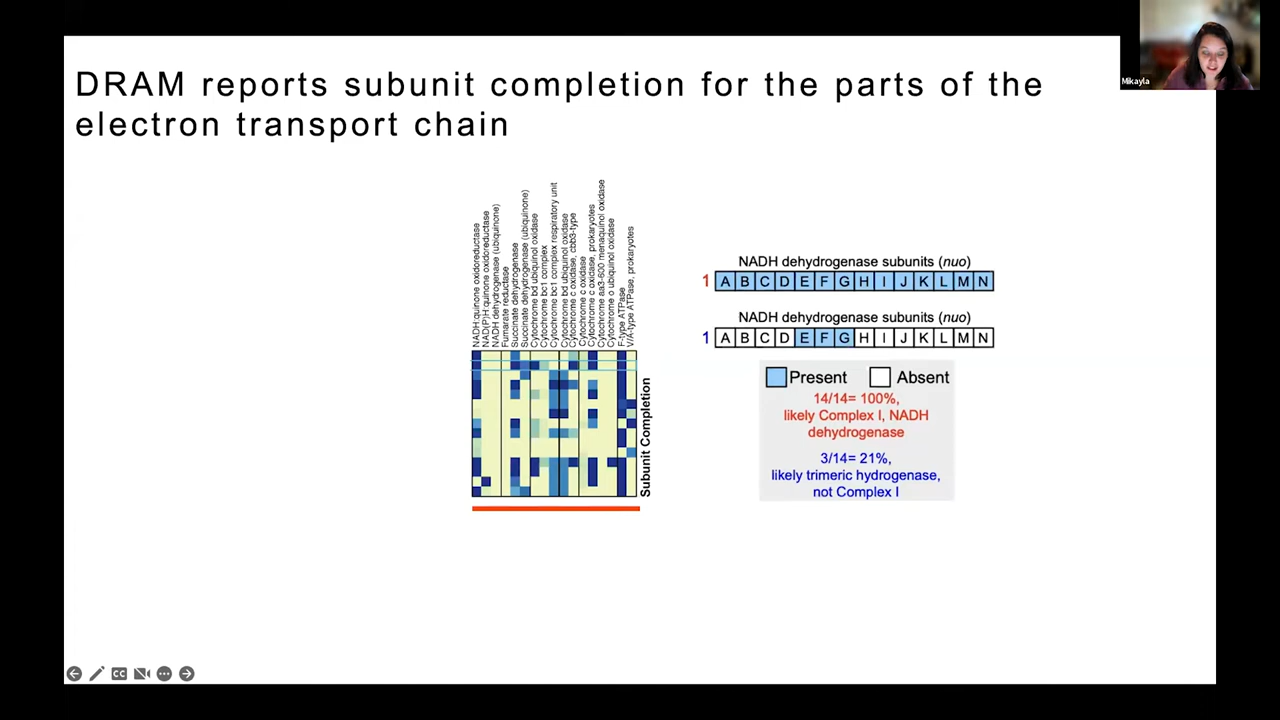 DRAM reports subunit completion for the parts of the
electron transport chain
Mikayla
NADH:quinone oxidoreductase
NAD(P)H:quinone oxidoreductase
NADH dehydrogenase (ubiquinone)
Fumarate reductase
Succinate dehydrogenase
Succinate dehydrogenase (ubiquinone)
Cytochrome bd ubiquinol oxidase
Cytochrome bc1 complex
Cytochrome bc1 complex respiratory unit
Cytochrome bd ubiquinol oxidase
Cytochrome c oxidase, cbb3-type
Cytochrome c oxidase
Cytochrome c oxidase, prokaryotes
Cytochrome aa3-600 menaquinol oxidase
Cytochrome o ubiquinol oxidase
F-type ATPase
V/A-type ATPase, prokaryotes
Subunit Completion
NADH dehydrogenase subunits (nuo)
1 A B C D E F G H I J K L M N
NADH dehydrogenase subunits (nuo)
1 A B C D E F G H I J K L M N
Present Absent
14/14= 100%,
likely Complex I, NADH
dehydrogenase
3/14= 21%,
likely trimeric hydrogenase,
not Complex I
CC